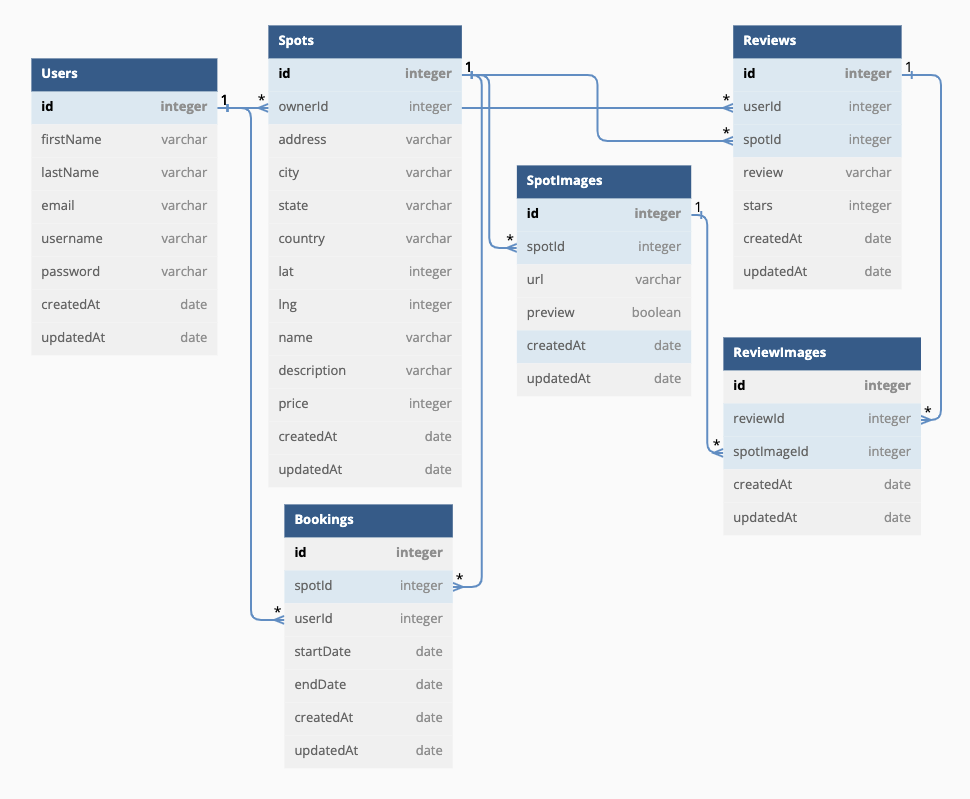 Users
id integer
firstName varchar
lastName varchar
email varchar
username varchar
password varchar
createdAt date
updatedAt date
1
*
*
Spots
id integer
ownerId integer
address varchar
city varchar
state varchar
country varchar
lat integer
lng integer
name varchar
description varchar
price integer
createdAt date
updatedAt date
1
*
*
Bookings
id integer
spotId integer
userId integer
startDate date
endDate date
createdAt date
updatedAt date
SpotImages
id integer
spotId integer
url varchar
preview boolean
createdAt date
updatedAt date
1
*
*
Reviews
id integer
userId integer
spotId integer
review varchar
stars integer
createdAt date
updatedAt date
1
*
*
ReviewImages
id integer
reviewId integer
spotImageId integer
createdAt date
updatedAt date